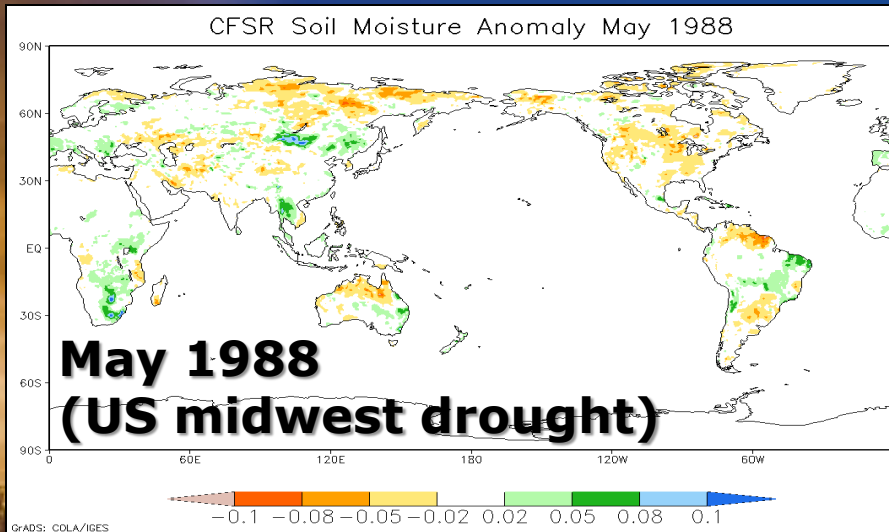 CFSR Soil Moisture Anomaly May 1988
90N
60N
30N
EQ
30S
60S
90S
May 1988
(US midwest drought)
0 60E 120E 180 120W 60W
-0.1 -0.08 -0.05 -0.02 0.02 0.05 0.08 0.1
GrADS: COLA/IGES